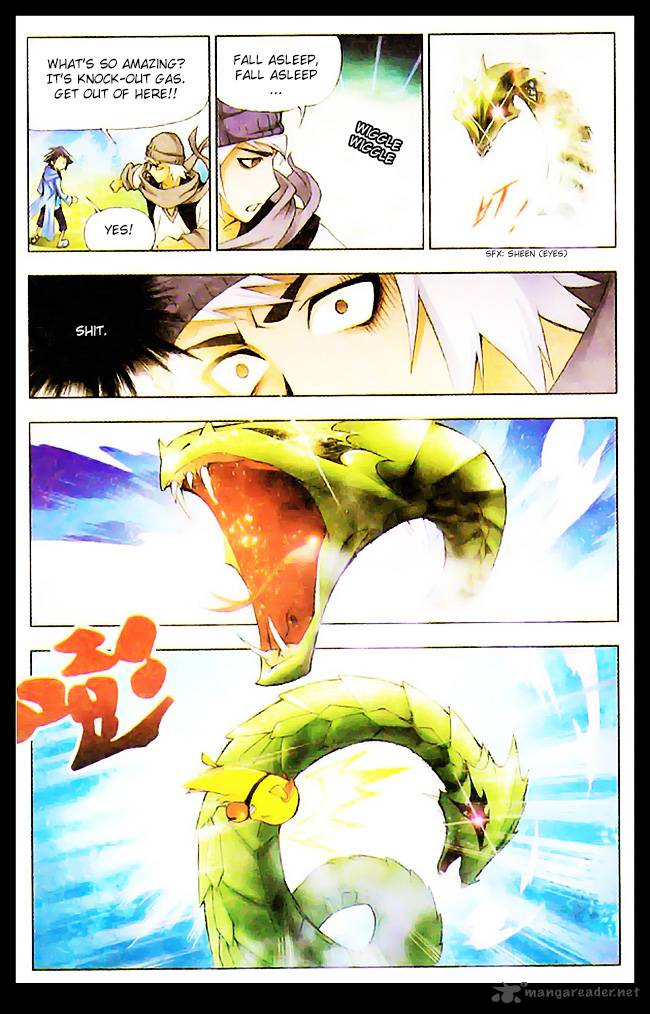 WHAT'S SO AMAZING?
IT'S KNOCK-OUT GAS.
GET OUT OF HERE!!
YES!
FALL ASLEEP,
FALL ASLEEP
...
WIGGLE
WIGGLE
SFX: SHEEN (EYES)
SHIT.
mangareader.net